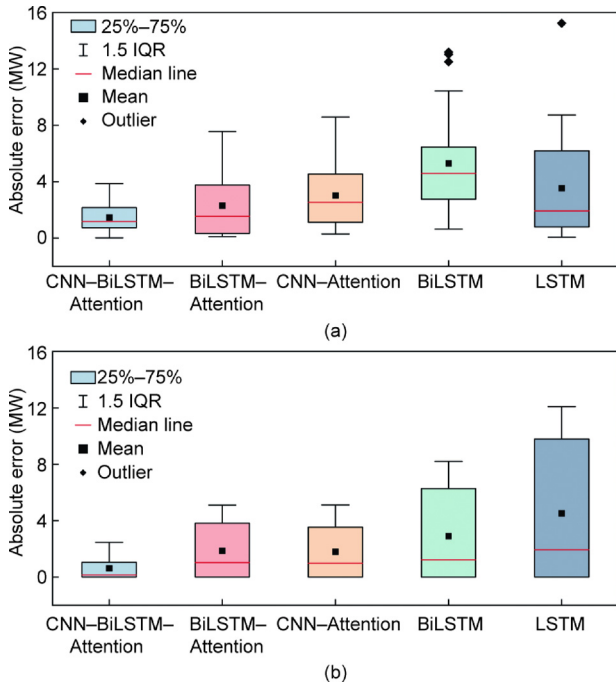 16
12
8
4
0
Absolute error (MW)
25%–75%
1.5 IQR
Median line
Mean
Outlier
CNN–BiLSTM–
Attention
BiLSTM–
Attention
CNN–Attention
BiLSTM
LSTM
(a)
16
12
8
4
0
Absolute error (MW)
25%–75%
1.5 IQR
Median line
Mean
Outlier
CNN–BiLSTM–
Attention
BiLSTM–
Attention
CNN–Attention
BiLSTM
LSTM
(b)